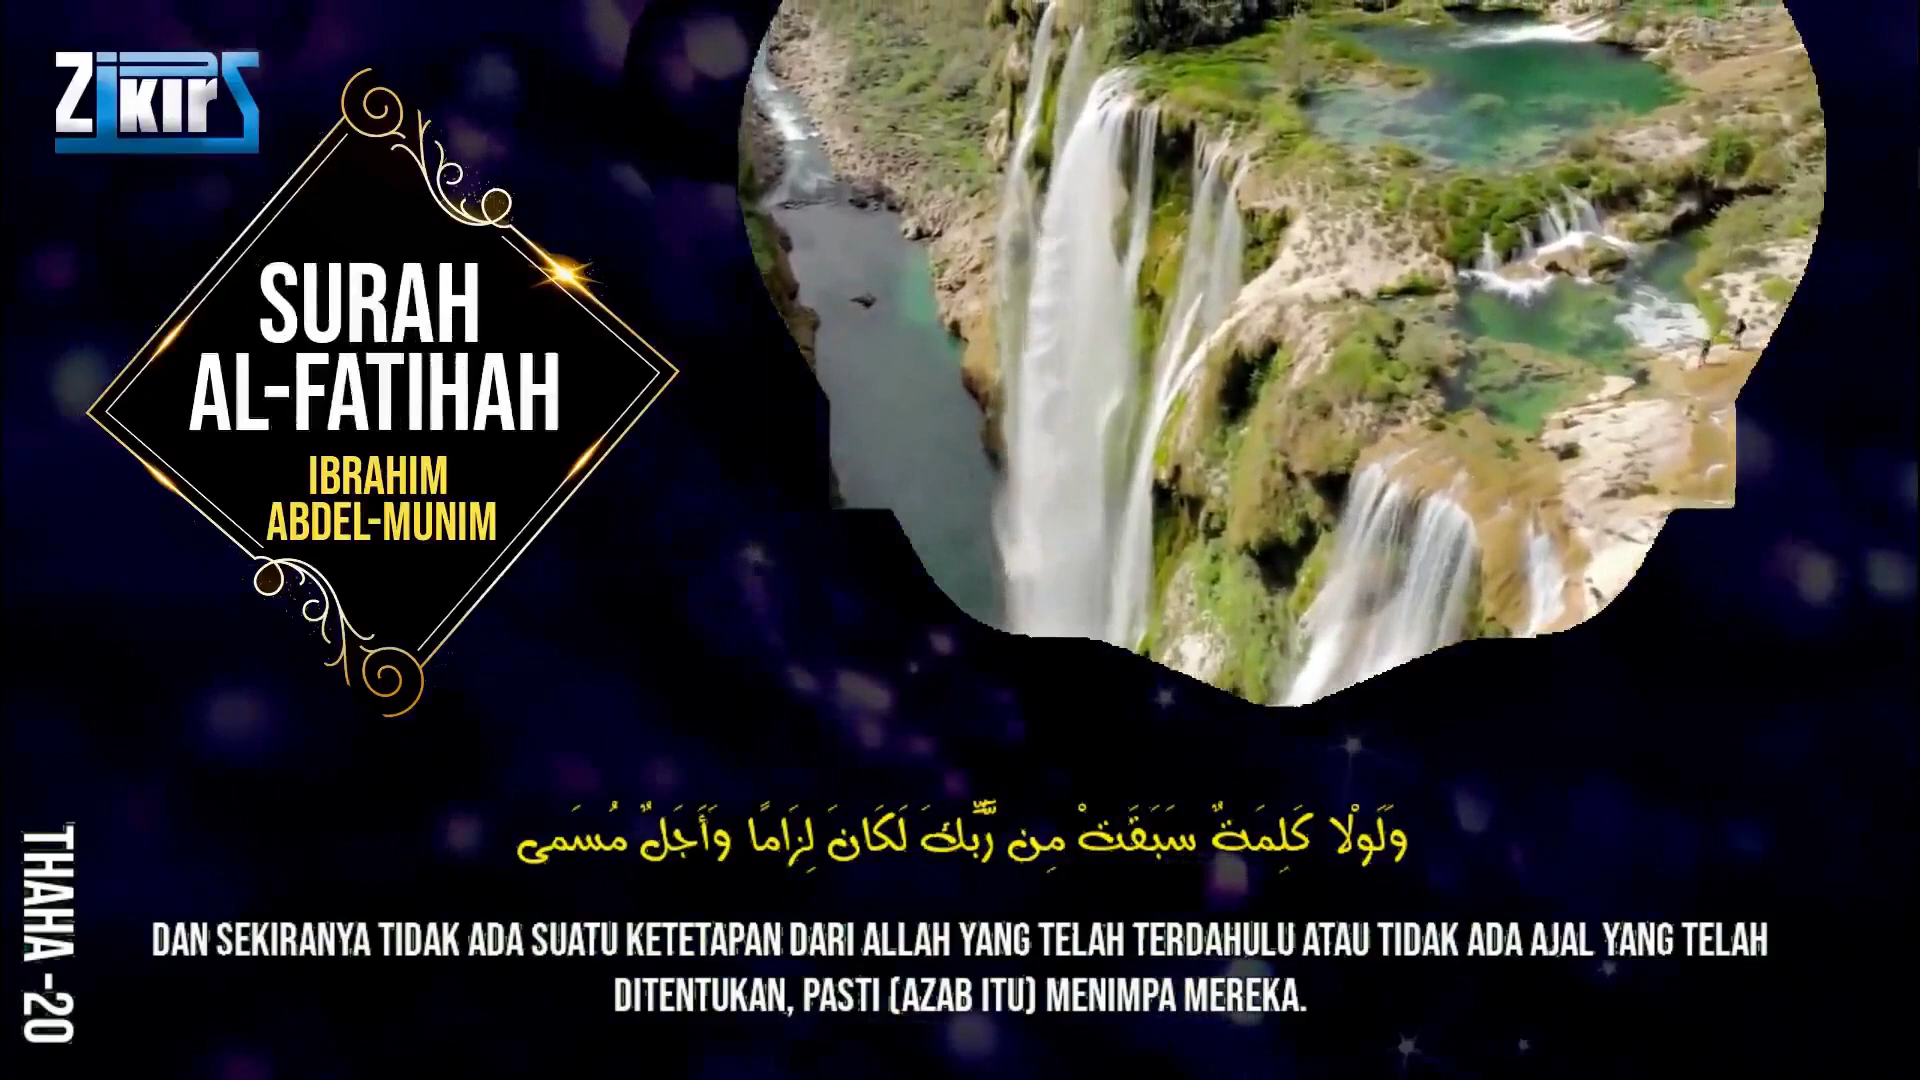 ZikirS
SURAH
AL-FATIHAH
IBRAHIM
ABDEL-MUNIM
وَلَوْلَا كَلِمَةٌ سَبَقَتْ مِن رَّبِّكَ لَكَانَ لِزَامًا وَأَجَلٌ مُسَمى
DAN SEKIRANYA TIDAK ADA SUATU KETETAPAN DARI ALLAH YANG TELAH TERDAHULU ATAU TIDAK ADA AJAL YANG TELAH
DITENTUKAN, PASTI (AZAB ITU) MENIMPA MEREKA.
THAHA -20